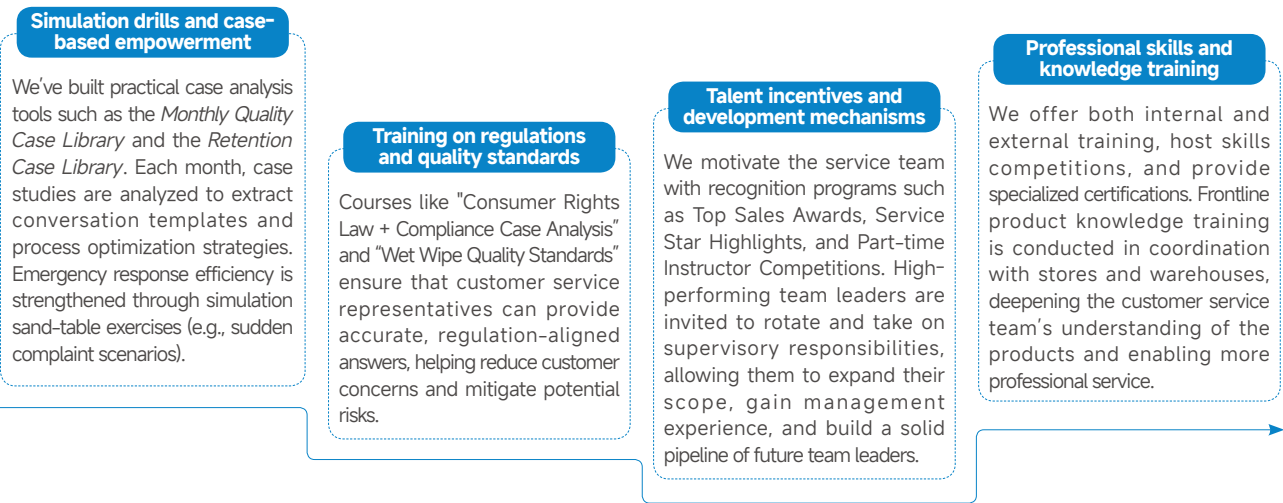 Simulation drills and case-
based empowerment
We've built practical case analysis
tools such as the Monthly Quality
Case Library and the Retention
Case Library. Each month, case
studies are analyzed to extract
conversation templates and
process optimization strategies.
Emergency response efficiency is
strengthened through simulation
sand-table exercises (e.g., sudden
complaint scenarios).
Training on regulations
and quality standards
Courses like "Consumer Rights
Law + Compliance Case Analysis"
and “Wet Wipe Quality Standards”
ensure that customer service
representatives can provide
accurate, regulation-aligned
answers, helping reduce customer
concerns and mitigate potential
risks.
Talent incentives and
development mechanisms
We motivate the service team
with recognition programs such
as Top Sales Awards, Service
Star Highlights, and Part-time
Instructor Competitions. High-
performing team leaders are
invited to rotate and take on
supervisory responsibilities,
allowing them to expand their
scope, gain management
experience, and build a solid
pipeline of future team leaders.
Professional skills and
knowledge training
We offer both internal and
external training, host skills
competitions, and provide
specialized certifications. Frontline
product knowledge training
is conducted in coordination
with stores and warehouses,
deepening the customer service
team's understanding of the
products and enabling more
professional service.